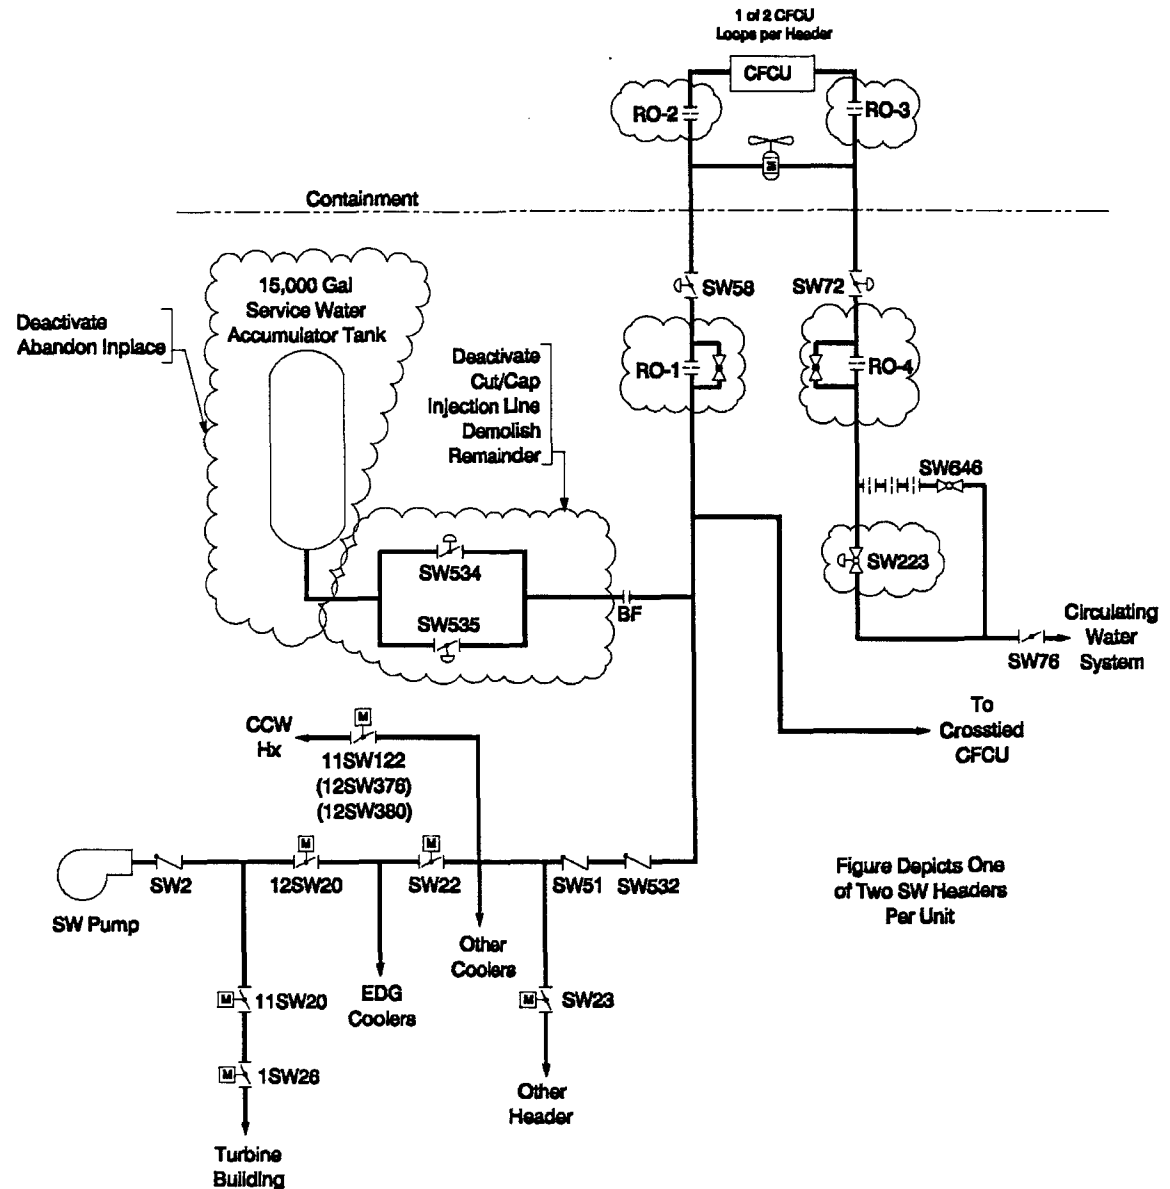 1 of 2 CFCU
Loops per Header
CFCU
RO-2
RO-3
M
Containment
15,000 Gal
Service Water
Accumulator Tank
Deactivate
Abandon Inplace
SW58
SW72
Deactivate
Cut/Cap
Injection Line
Demolish
Remainder
RO-1
RO-4
SW646
SW534
SW223
SW535
BF
Circulating
Water
System
SW76
To
Crosstied
CFCU
M
CCW
Hx
11SW122
(12SW376)
(12SW380)
M
M
SW2
12SW20
SW22
SW51
SW532
SW Pump
Figure Depicts One
of Two SW Headers
Per Unit
Other
Coolers
EDG
Coolers
M
11SW20
M
SW23
M
1SW26
Other
Header
Turbine
Building